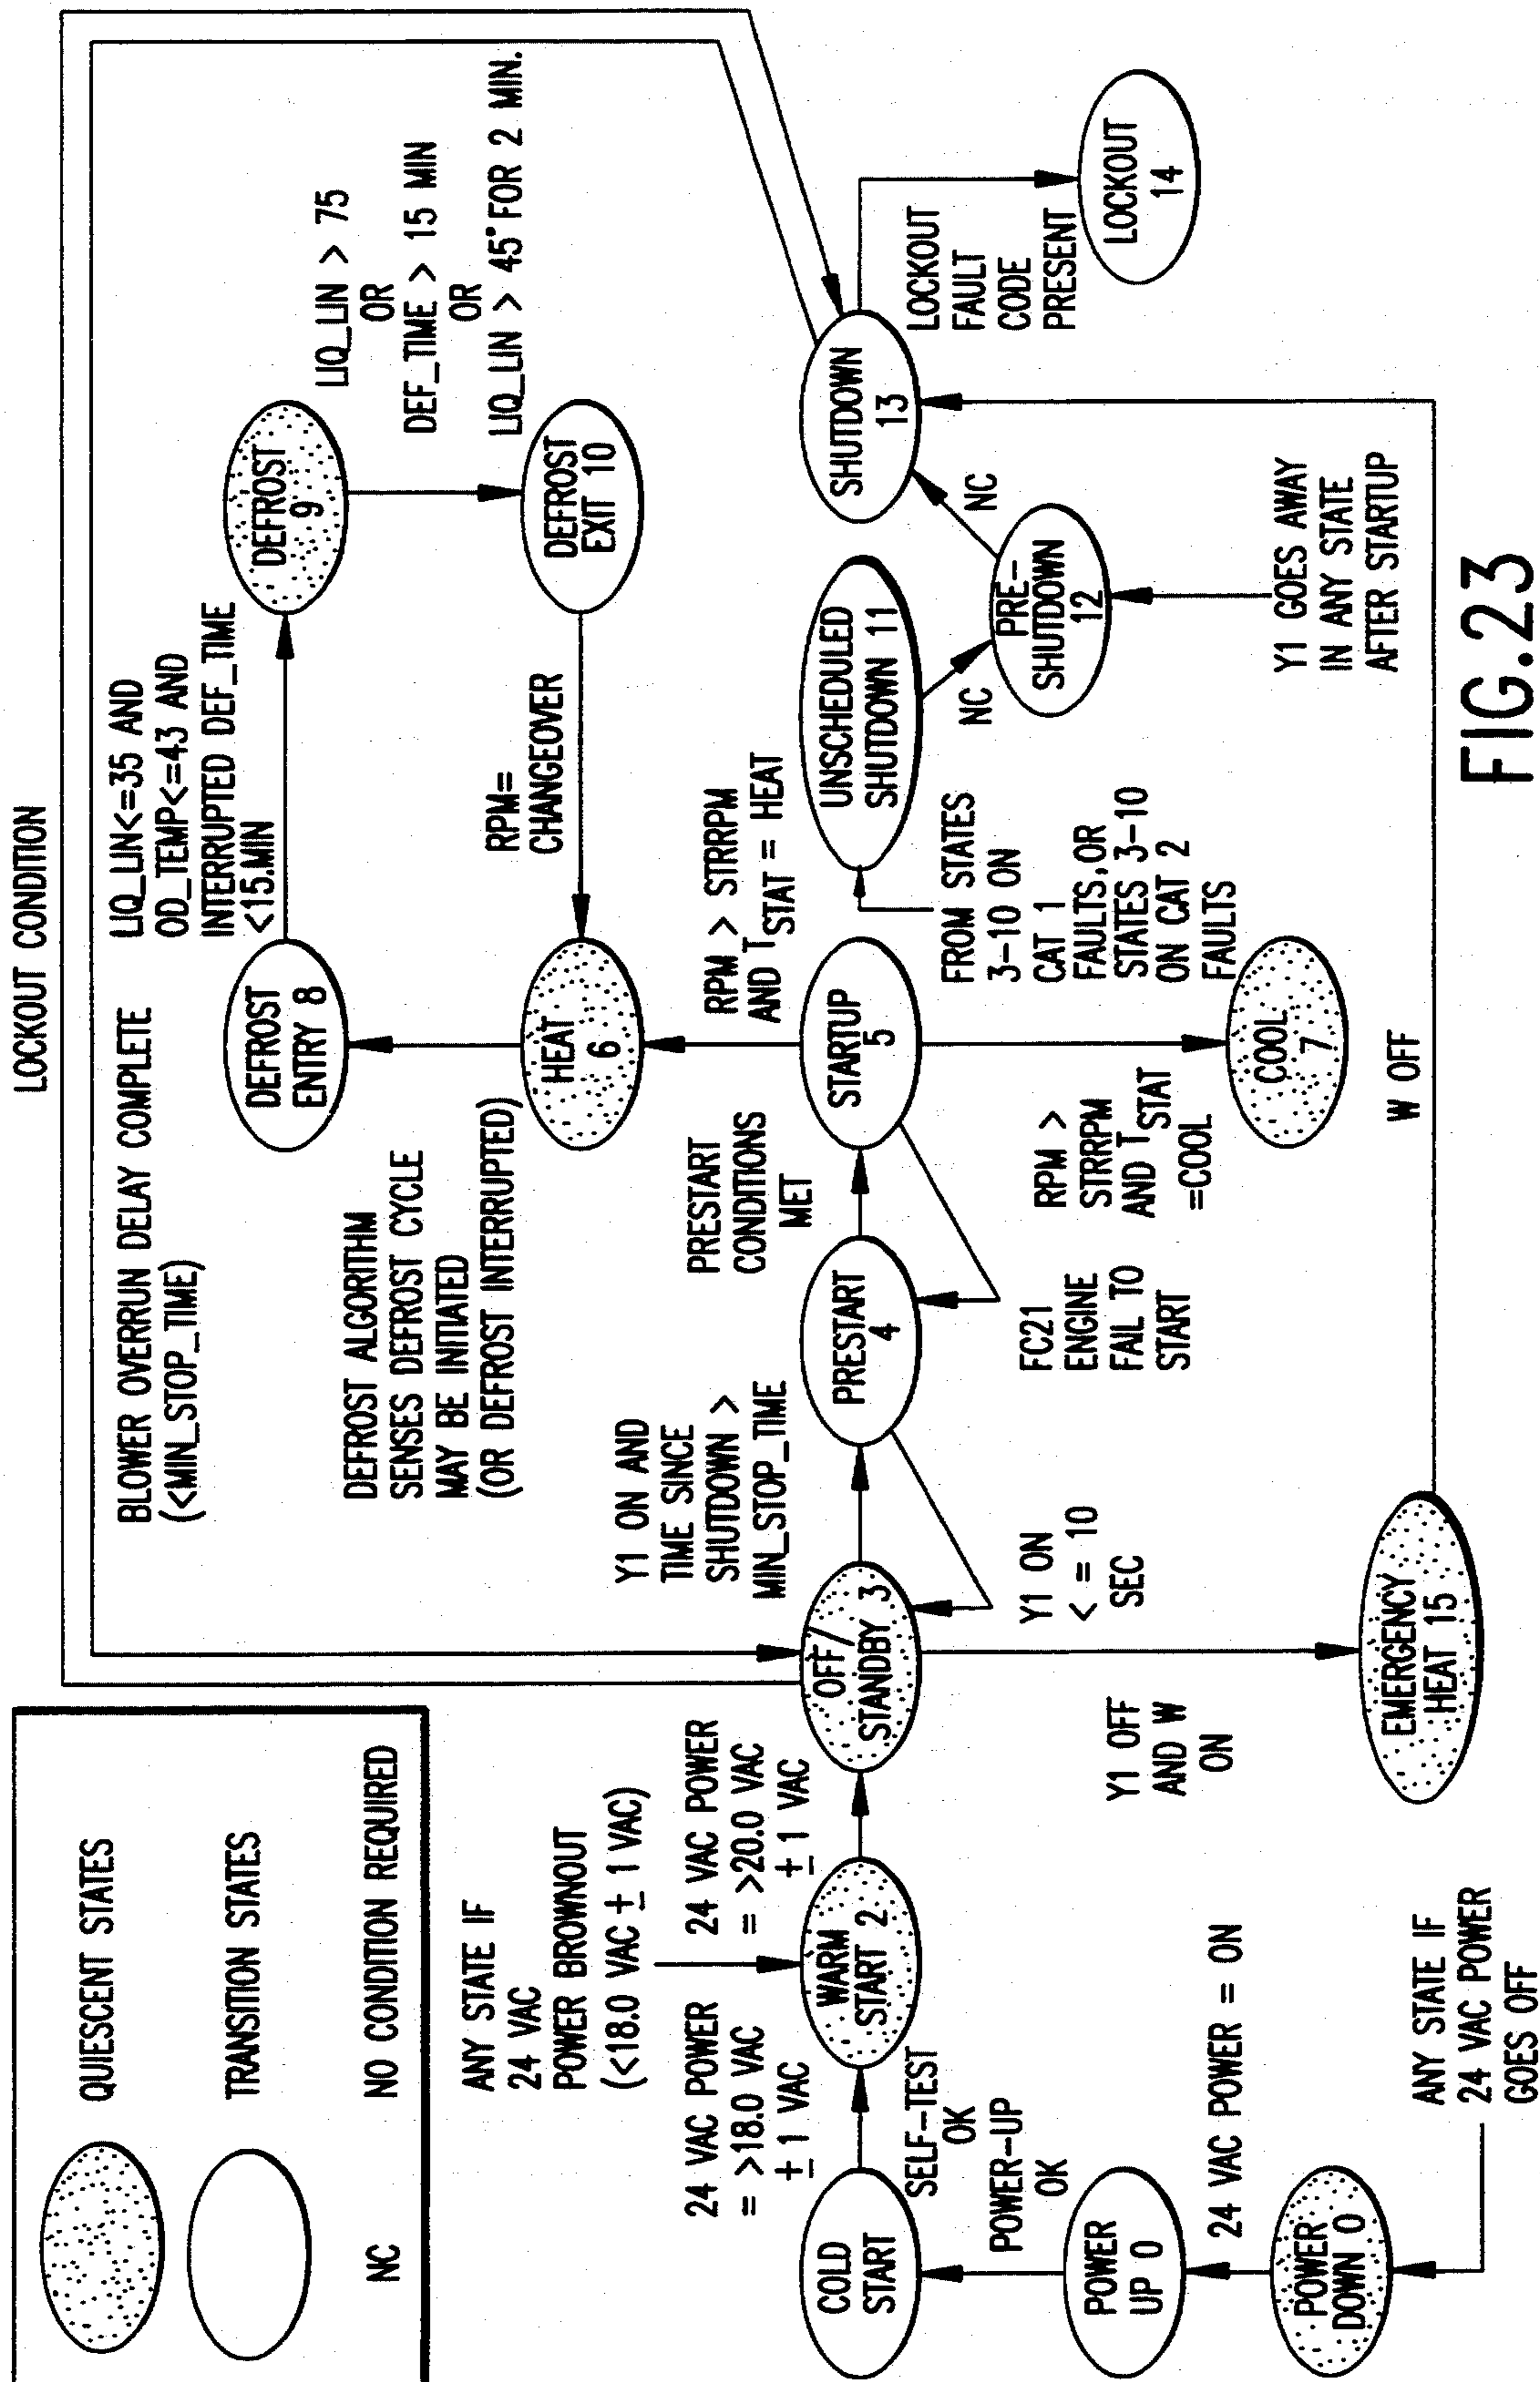 QUIESCENT STATES
TRANSITION STATES
NC
NO CONDITION REQUIRED
LOCKOUT CONDITION
BLOWER OVERRUN DELAY COMPLETE
(<MIN_STOP_TIME)
LIQ_LIN<=35 AND
OD_TEMP<=43 AND
INTERRUPTED DEF_TIME
<15.MIN
DEFROST
ENTRY 8
DEFROST
9
LIQ_LIN > 75
OR
DEF_TIME > 15 MIN
OR
LIQ_LIN > 45° FOR 2 MIN.
DEFROST ALGORITHM
SENSES DEFROST CYCLE
MAY BE INITIATED
(OR DEFROST INTERRUPTED)
HEAT
6
RPM=
CHANGEOVER
DEFROST
EXIT 10
ANY STATE IF
24 VAC
POWER BROWNOUT
(<18.0 VAC ± 1 VAC)
24 VAC POWER
= >18.0 VAC
± 1 VAC
24 VAC POWER
= >20.0 VAC
± 1 VAC
Y1 ON AND
TIME SINCE
SHUTDOWN >
MIN_STOP_TIME
PRESTART
CONDITIONS
MET
RPM > STRRPM
AND TSTAT = HEAT
COLD
START
WARM
START 2
OFF/
STANDBY 3
PRESTART
4
STARTUP
5
UNSCHEDULED
SHUTDOWN 11
SHUTDOWN
13
SELF-TEST
OK
POWER-UP
OK
Y1 ON
< = 10
SEC
FC21
ENGINE
FAIL TO
START
RPM >
STRRPM
AND TSTAT
=COOL
FROM STATES
3-10 ON
CAT 1
FAULTS,OR
STATES 3-10
ON CAT 2
FAULTS
NC
NC
PRE-
SHUTDOWN
12
LOCKOUT
FAULT
CODE
PRESENT
LOCKOUT
14
POWER
UP 0
24 VAC POWER = ON
POWER
DOWN 0
Y1 OFF
AND W
ON
COOL
7
Y1 GOES AWAY
IN ANY STATE
AFTER STARTUP
ANY STATE IF
24 VAC POWER
GOES OFF
EMERGENCY
HEAT 15
W OFF
FIG.23